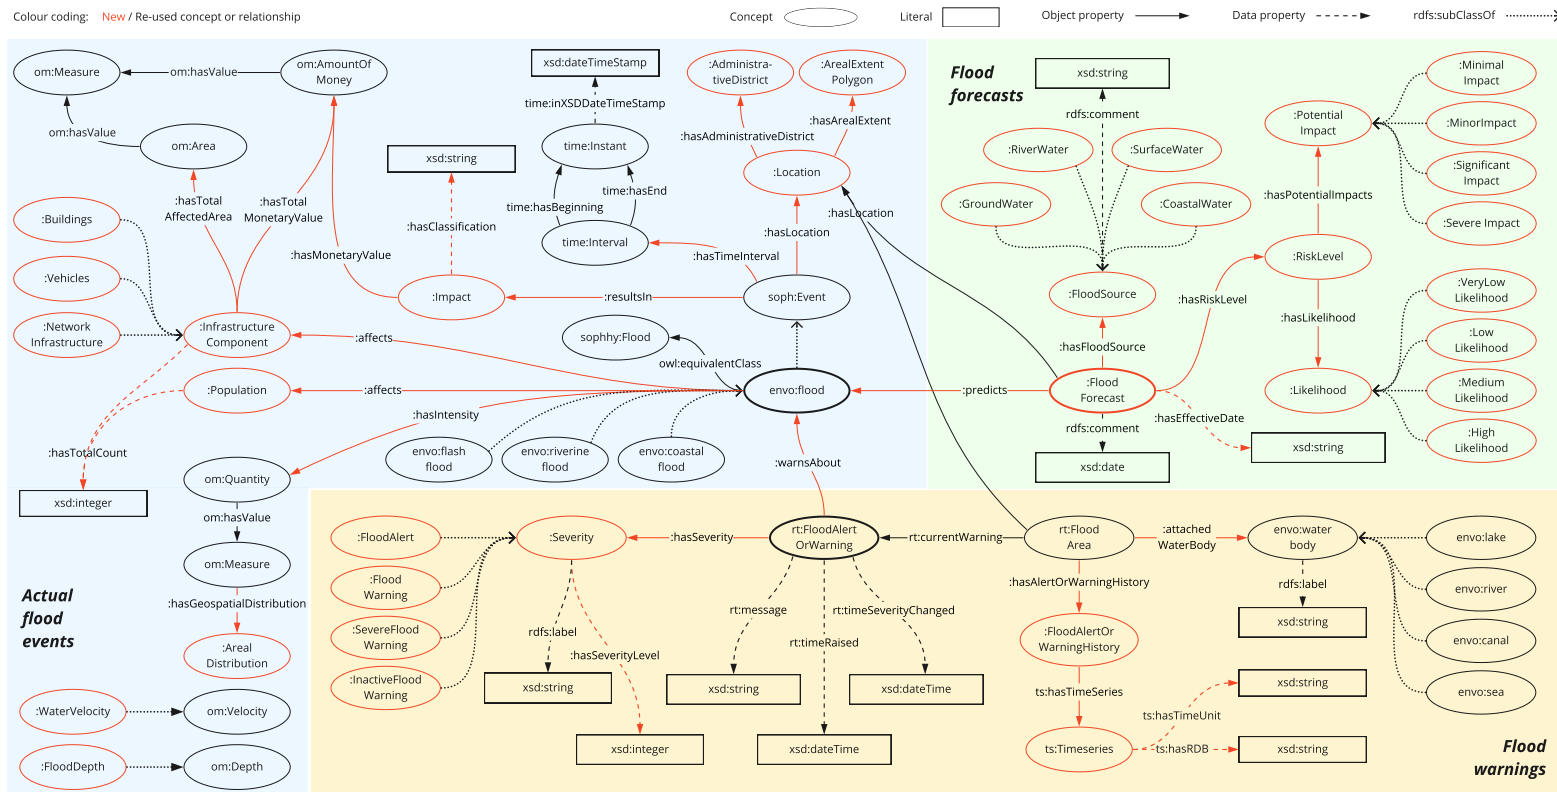 Colour coding: New / Re-used concept or relationship
Concept
Literal
Object property
Data property
rdfs:subClassOf
om:Measure
om:hasValue
om:AmountOf
Money
om:hasValue
om:Area
xsd:dateTimeStamp
time:inXSDDateTimeStamp
time:Instant
time:hasEnd
time:hasBeginning
time:Interval
:Administra-
tiveDistrict
:ArealExtent
Polygon
:hasArealExtent
:hasAdministrativeDistrict
:Location
:hasLocation
:hasLocation
:hasTimeInterval
xsd:string
:hasClassification
:hasTotal
AffectedArea
:hasTotal
MonetaryValue
:hasMonetaryValue
:Buildings
:Vehicles
:Network
Infrastructure
:Infrastructure
Component
:Impact
:resultsIn
soph:Event
sophhy:Flood
owl:equivalentClass
:affects
:Population
:affects
envo:flood
:hasIntensity
envo:flash
flood
envo:riverine
flood
envo:coastal
flood
:hasTotalCount
xsd:integer
om:Quantity
om:hasValue
om:Measure
:hasGeospatialDistribution
:Areal
Distribution
Actual
flood
events
:WaterVelocity
om:Velocity
:FloodDepth
om:Depth
Flood
forecasts
xsd:string
rdfs:comment
:RiverWater
:SurfaceWater
:GroundWater
:CoastalWater
:FloodSource
:hasFloodSource
:predicts
:Flood
Forecast
rdfs:comment
xsd:date
:hasRiskLevel
:hasEffectiveDate
xsd:string
:Potential
Impact
:hasPotentialImpacts
:RiskLevel
:hasLikelihood
:Likelihood
:Minimal
Impact
:MinorImpact
:Significant
Impact
:Severe Impact
:VeryLow
Likelihood
:Low
Likelihood
:Medium
Likelihood
:High
Likelihood
:warnsAbout
:FloodAlert
:Flood
Warning
:SevereFlood
Warning
:InactiveFlood
Warning
:Severity
:hasSeverity
rdfs:label
:hasSeverityLevel
xsd:string
xsd:integer
rt:FloodAlert
OrWarning
rt:message
rt:timeSeverityChanged
rt:timeRaised
xsd:string
xsd:dateTime
xsd:dateTime
rt:currentWarning
rt:Flood
Area
:attached
WaterBody
envo:water
body
rdfs:label
xsd:string
envo:lake
envo:river
envo:canal
envo:sea
:hasAlertOrWarningHistory
:FloodAlertOr
WarningHistory
ts:hasTimeSeries
ts:Timeseries
ts:hasTimeUnit
xsd:string
ts:hasRDB
xsd:string
Flood
warnings